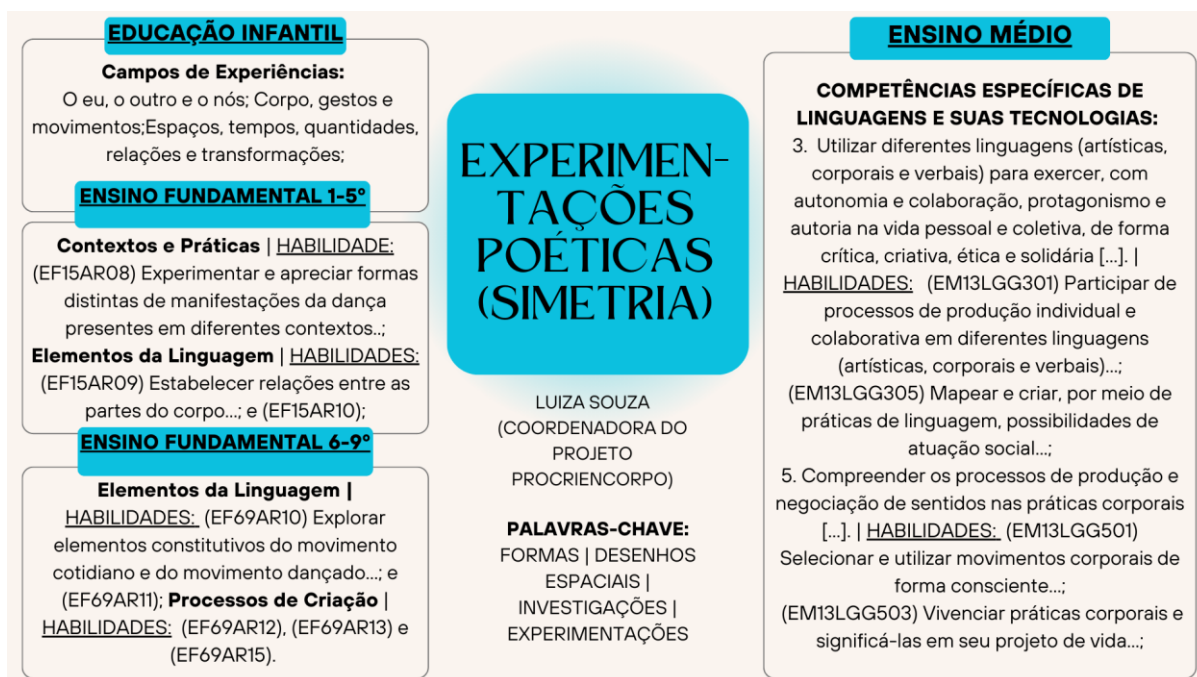 EDUCAÇÃO INFANTIL
Campos de Experiências:
O eu, o outro e o nós; Corpo, gestos e
movimentos;Espaços, tempos, quantidades,
relações e transformações;
ENSINO FUNDAMENTAL 1-5º
Contextos e Práticas | HABILIDADE:
(EF15AR08) Experimentar e apreciar formas
distintas de manifestações da dança
presentes em diferentes contextos..;
Elementos da Linguagem | HABILIDADES:
(EF15AR09) Estabelecer relações entre as
partes do corpo...; e (EF15AR10);
ENSINO FUNDAMENTAL 6-9º
Elementos da Linguagem |
HABILIDADES: (EF69AR10) Explorar
elementos constitutivos do movimento
cotidiano e do movimento dançado...; e
(EF69AR11); Processos de Criação |
HABILIDADES: (EF69AR12), (EF69AR13) e
(EF69AR15).
EXPERIMEN-
TAÇÕES
POÉTICAS
(SIMETRIA)
LUIZA SOUZA
(COORDENADORA DO
PROJETO
PROCRIENCORPO)
PALAVRAS-CHAVE:
FORMAS | DESENHOS
ESPACIAIS |
INVESTIGAÇÕES |
EXPERIMENTAÇÕES
ENSINO MÉDIO
COMPETÊNCIAS ESPECÍFICAS DE
LINGUAGENS E SUAS TECNOLOGIAS:
3. Utilizar diferentes linguagens (artísticas,
corporais e verbais) para exercer, com
autonomia e colaboração, protagonismo e
autoria na vida pessoal e coletiva, de forma
crítica, criativa, ética e solidária [...]. |
HABILIDADES: (EM13LGG301) Participar de
processos de produção individual e
colaborativa em diferentes linguagens
(artísticas, corporais e verbais)...;
(EM13LGG305) Mapear e criar, por meio de
práticas de linguagem, possibilidades de
atuação social...;
5. Compreender os processos de produção e
negociação de sentidos nas práticas corporais
[...]. | HABILIDADES: (EM13LGG501)
Selecionar e utilizar movimentos corporais de
forma consciente...;
(EM13LGG503) Vivenciar práticas corporais e
significá-las em seu projeto de vida...;